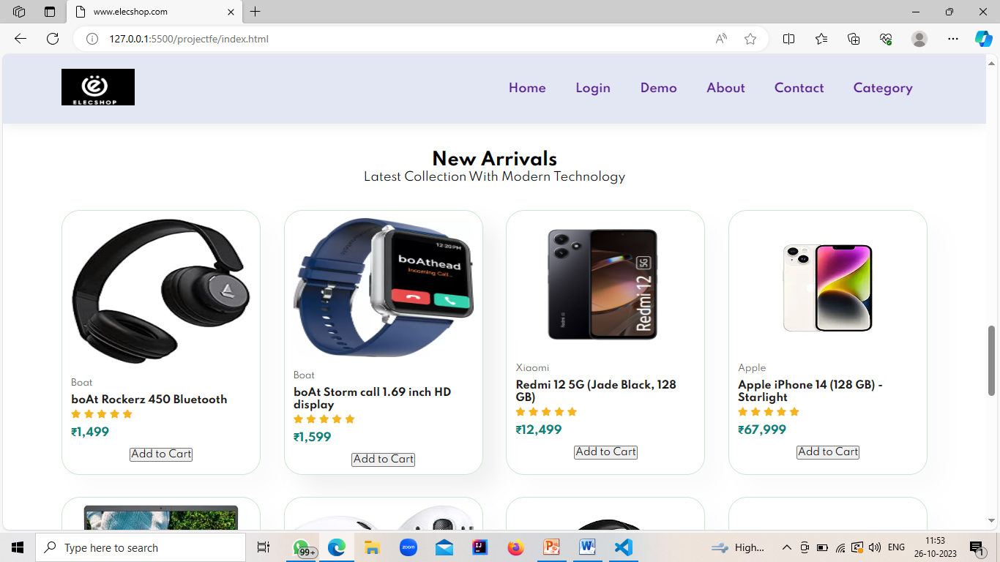 www.elecshop.com
127.0.0.1:5500/projectfe/index.html
ELECSHOP
Home Login Demo About Contact Category
New Arrivals
Latest Collection With Modern Technology
12:20 PM
boAthead
Incoming Call...
Redmi 12 5G
Boat
boAt Rockerz 450 Bluetooth
₹1,499
Add to Cart
Boat
boAt Storm call 1.69 inch HD
display
₹1,599
Add to Cart
Xiaomi
Redmi 12 5G (Jade Black, 128
GB)
₹12,499
Add to Cart
Apple
Apple iPhone 14 (128 GB) -
Starlight
₹67,999
Add to Cart
Type here to search
99+
zoom
High...
ENG
11:53
26-10-2023
1